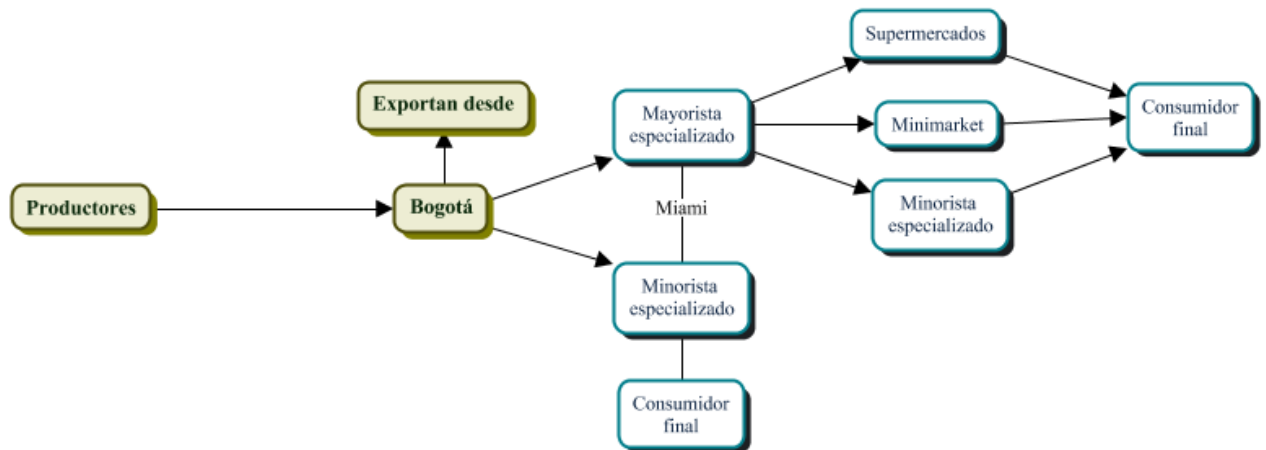 Productores
Exportan desde
Bogotá
Mayorista
especializado
Miami
Minorista
especializado
Consumidor
final
Supermercados
Minimarket
Minorista
especializado
Consumidor
final